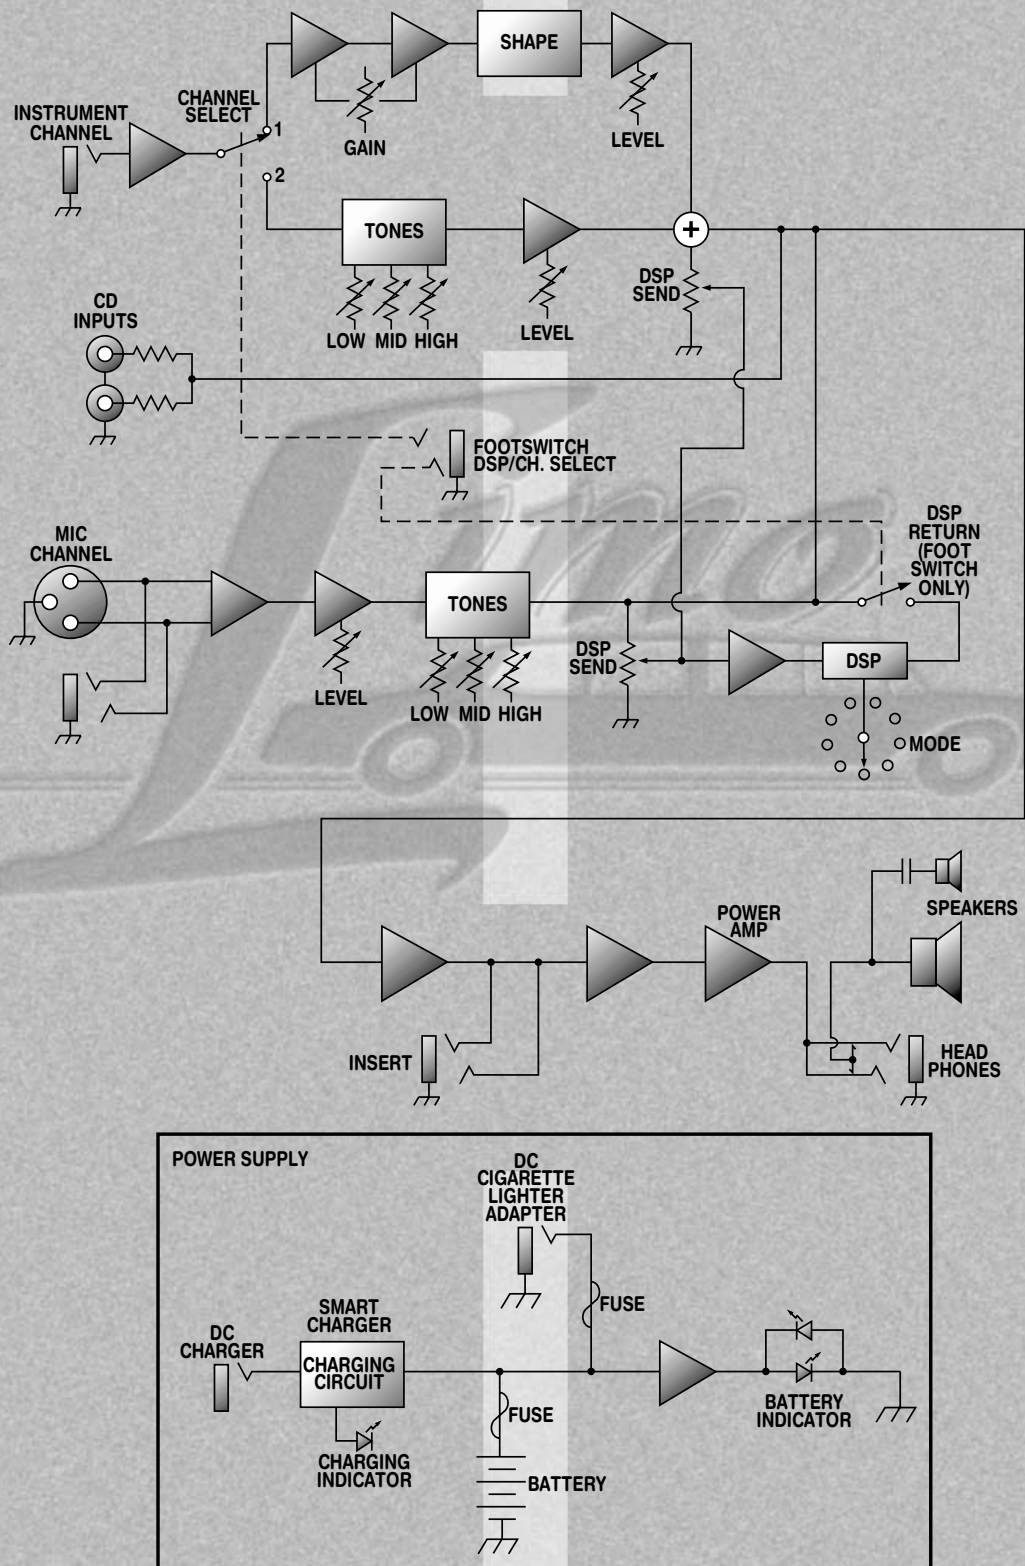 SHAPE
CHANNEL
SELECT
INSTRUMENT
CHANNEL
1
GAIN
LEVEL
2
TONES
LOW MID HIGH
LEVEL
+
DSP
SEND
CD
INPUTS
FOOTSWITCH
DSP/CH. SELECT
DSP
RETURN
(FOOT
SWITCH
ONLY)
MIC
CHANNEL
TONES
LEVEL
LOW MID HIGH
DSP
SEND
DSP
MODE
Limo
POWER
AMP
SPEAKERS
INSERT
HEAD
PHONES
POWER SUPPLY
DC
CIGARETTE
LIGHTER
ADAPTER
FUSE
SMART
CHARGER
DC
CHARGER
CHARGING
CIRCUIT
FUSE
BATTERY
INDICATOR
CHARGING
INDICATOR
BATTERY